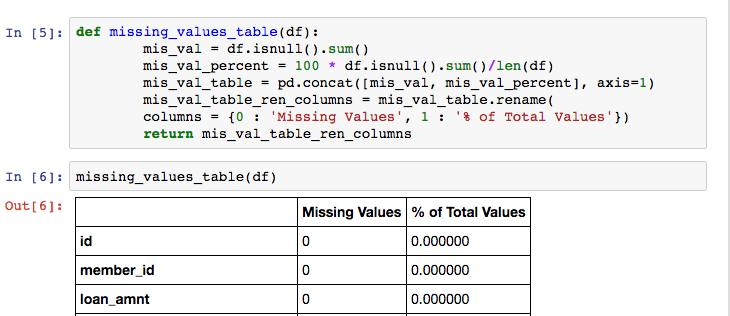 In [5]: def missing_values_table(df):
mis_val = df.isnull().sum()
mis_val_percent = 100 * df.isnull().sum()/len(df)
mis_val_table = pd.concat([mis_val, mis_val_percent], axis=1)
mis_val_table_ren_columns = mis_val_table.rename(
columns = {0 : 'Missing Values', 1 : '% of Total Values'})
return mis_val_table_ren_columns
In [6]: missing_values_table(df)
Out[6]:
Missing Values % of Total Values
id 0 0.000000
member_id 0 0.000000
loan_amnt 0 0.000000